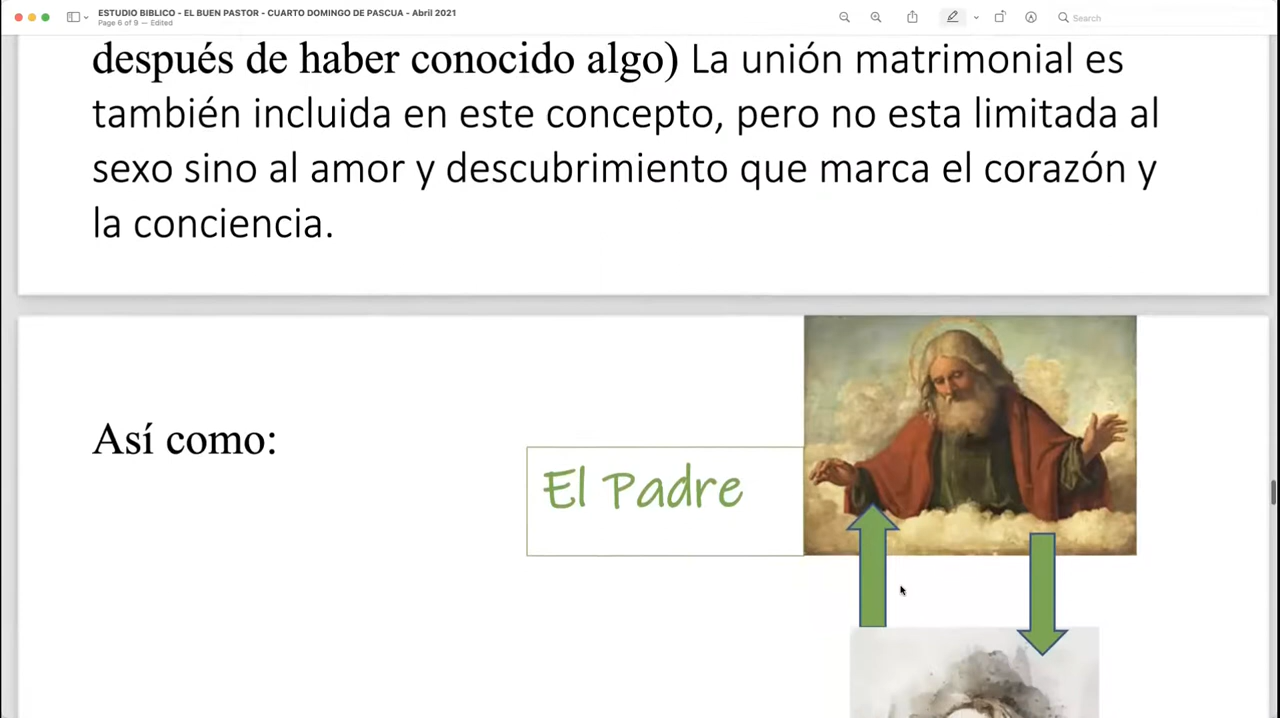 ESTUDIO BIBLICO - EL BUEN PASTOR - CUARTO DOMINGO DE PASCUA - Abril 2021
Page 6 of 9 — Edited
Search
después de haber conocido algo) La unión matrimonial es
también incluida en este concepto, pero no esta limitada al
sexo sino al amor y descubrimiento que marca el corazón y
la conciencia.
Así como:
El Padre